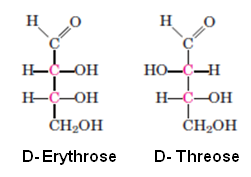 H O H O
C C
H—C—OH HO—C—H
H—C—OH H—C—OH
CH₂OH CH₂OH
D-Erythrose D- Threose